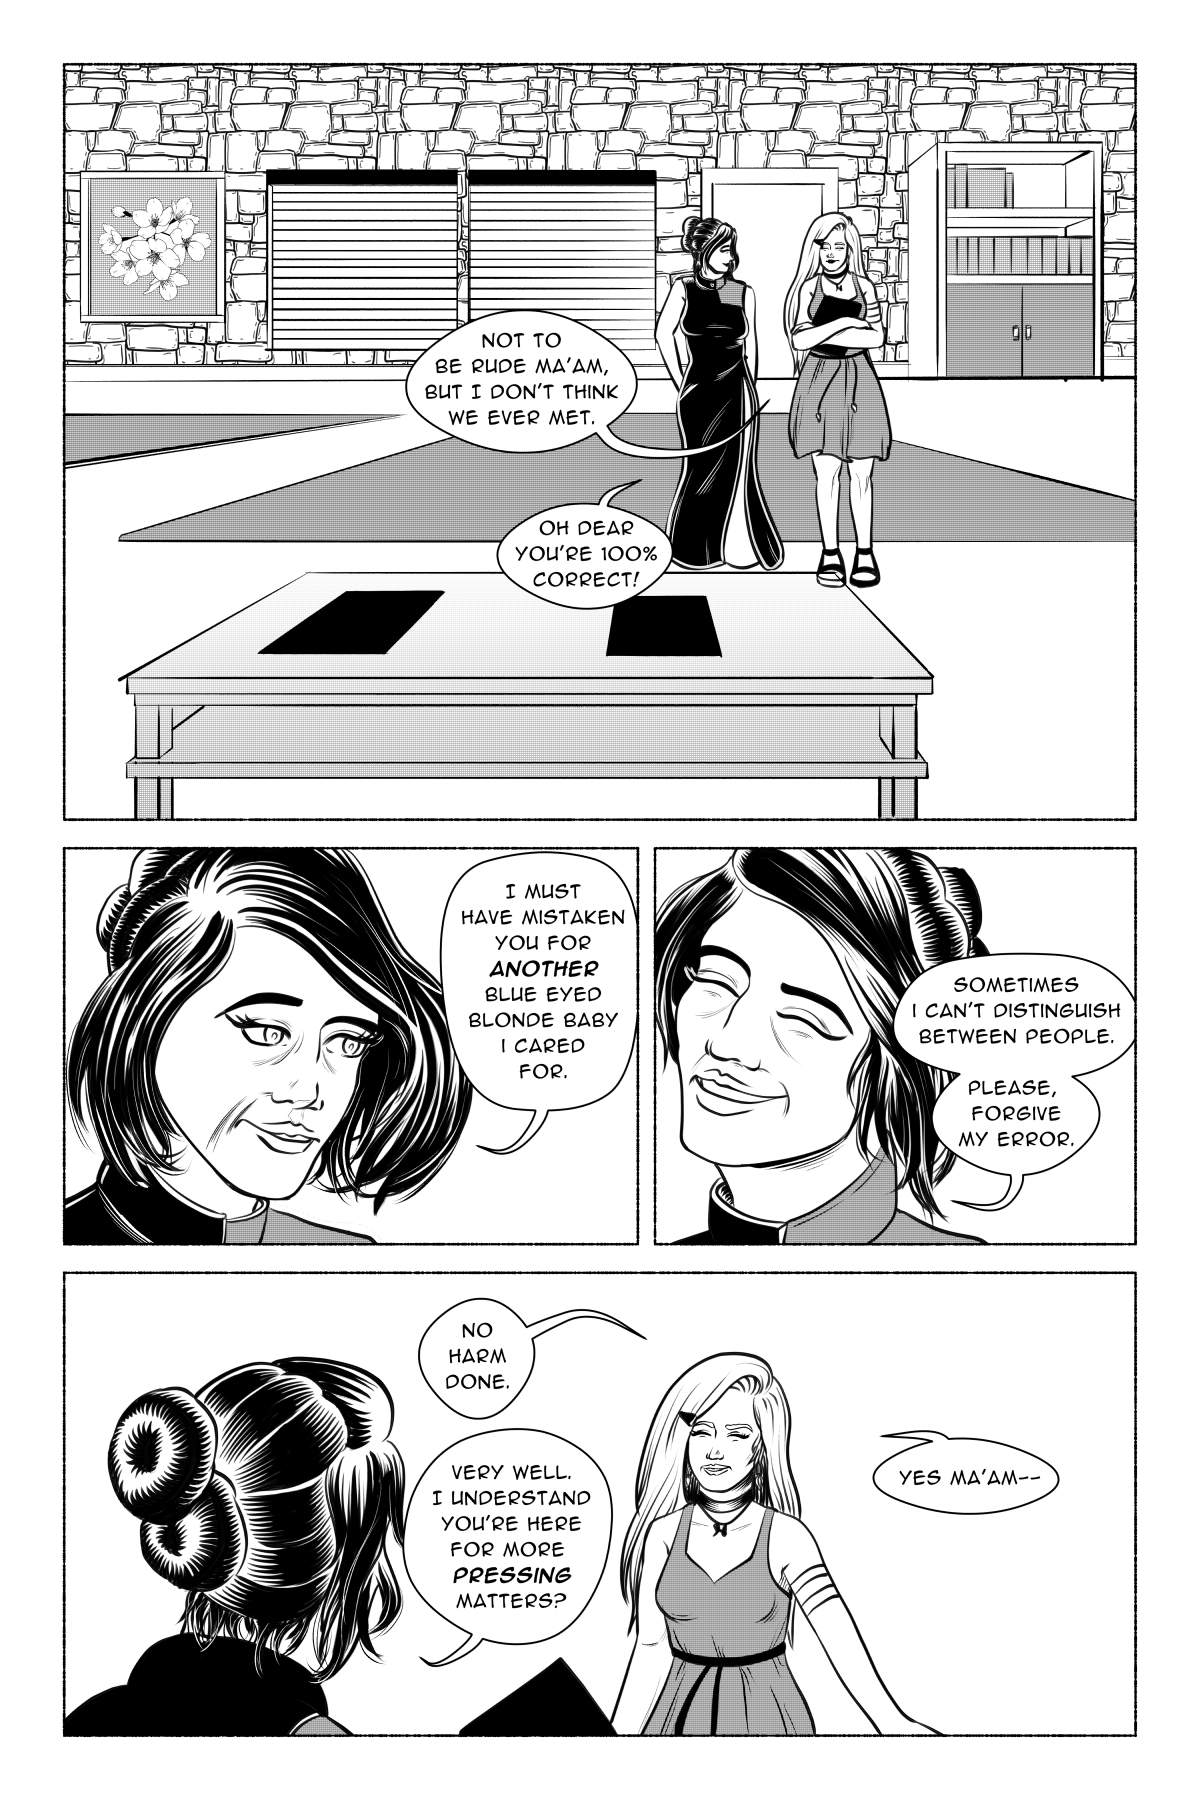 NOT TO
BE RUDE MA'AM,
BUT I DON'T THINK
WE EVER MET.
OH DEAR
YOU'RE 100%
CORRECT!
I MUST
HAVE MISTAKEN
YOU FOR
ANOTHER
BLUE EYED
BLONDE BABY
I CARED
FOR.
SOMETIMES
I CAN'T DISTINGUISH
BETWEEN PEOPLE.
PLEASE,
FORGIVE
MY ERROR.
NO
HARM
DONE.
VERY WELL.
I UNDERSTAND
YOU'RE HERE
FOR MORE
PRESSING
MATTERS?
YES MA'AM--